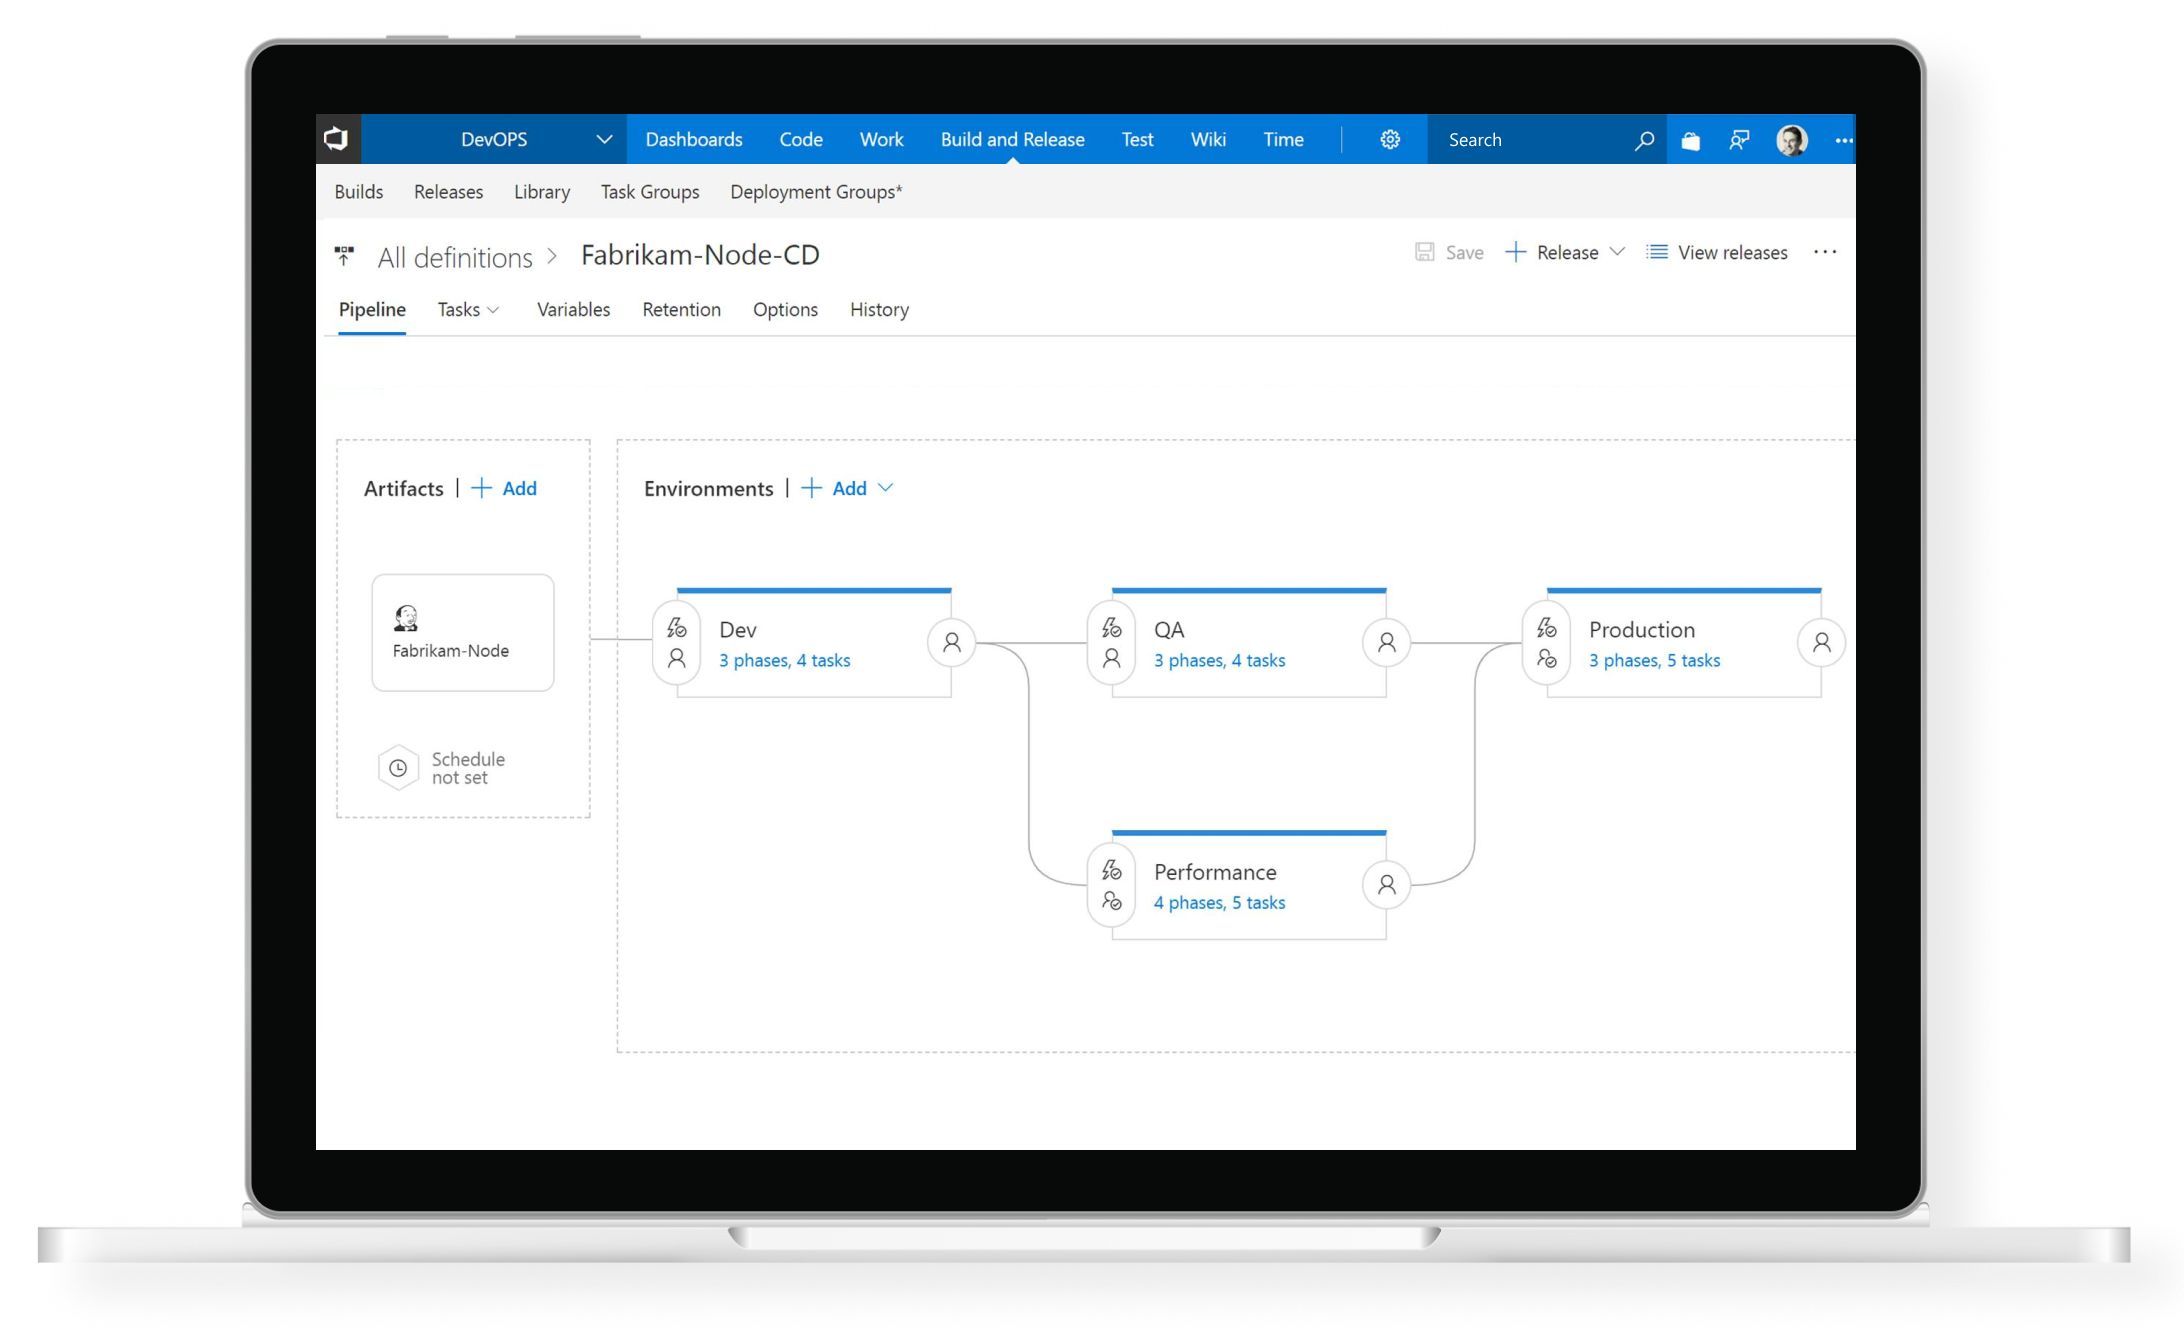 DevOPS Dashboards Code Work Build and Release Test Wiki Time Search
Builds Releases Library Task Groups Deployment Groups*
All definitions > Fabrikam-Node-CD Save + Release View releases ...
Pipeline Tasks Variables Retention Options History
Artifacts | + Add
Fabrikam-Node
Schedule
not set
Environments | + Add
Dev
3 phases, 4 tasks
QA
3 phases, 4 tasks
Production
3 phases, 5 tasks
Performance
4 phases, 5 tasks